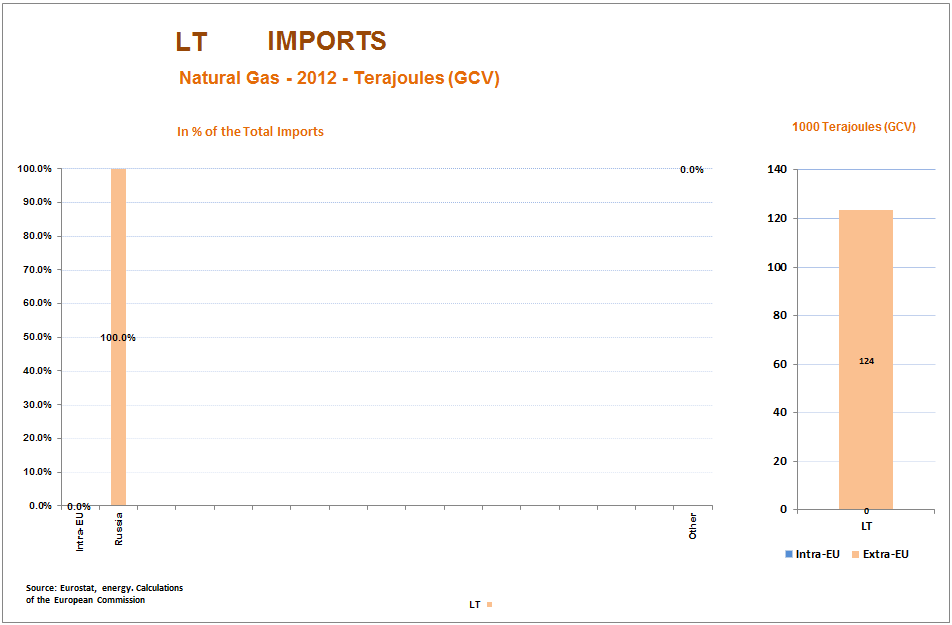 LT IMPORTS
Natural Gas - 2012 - Terajoules (GCV)
In % of the Total Imports
1000 Terajoules (GCV)
100.0%
90.0%
80.0%
70.0%
60.0%
50.0%
40.0%
30.0%
20.0%
10.0%
0.0%
0.0%
100.0%
0.0%
Intra-EU
Russia
Other
140
120
100
80
60
40
20
0
124
0
LT
Intra-EU
Extra-EU
Source: Eurostat, energy. Calculations
of the European Commission
LT